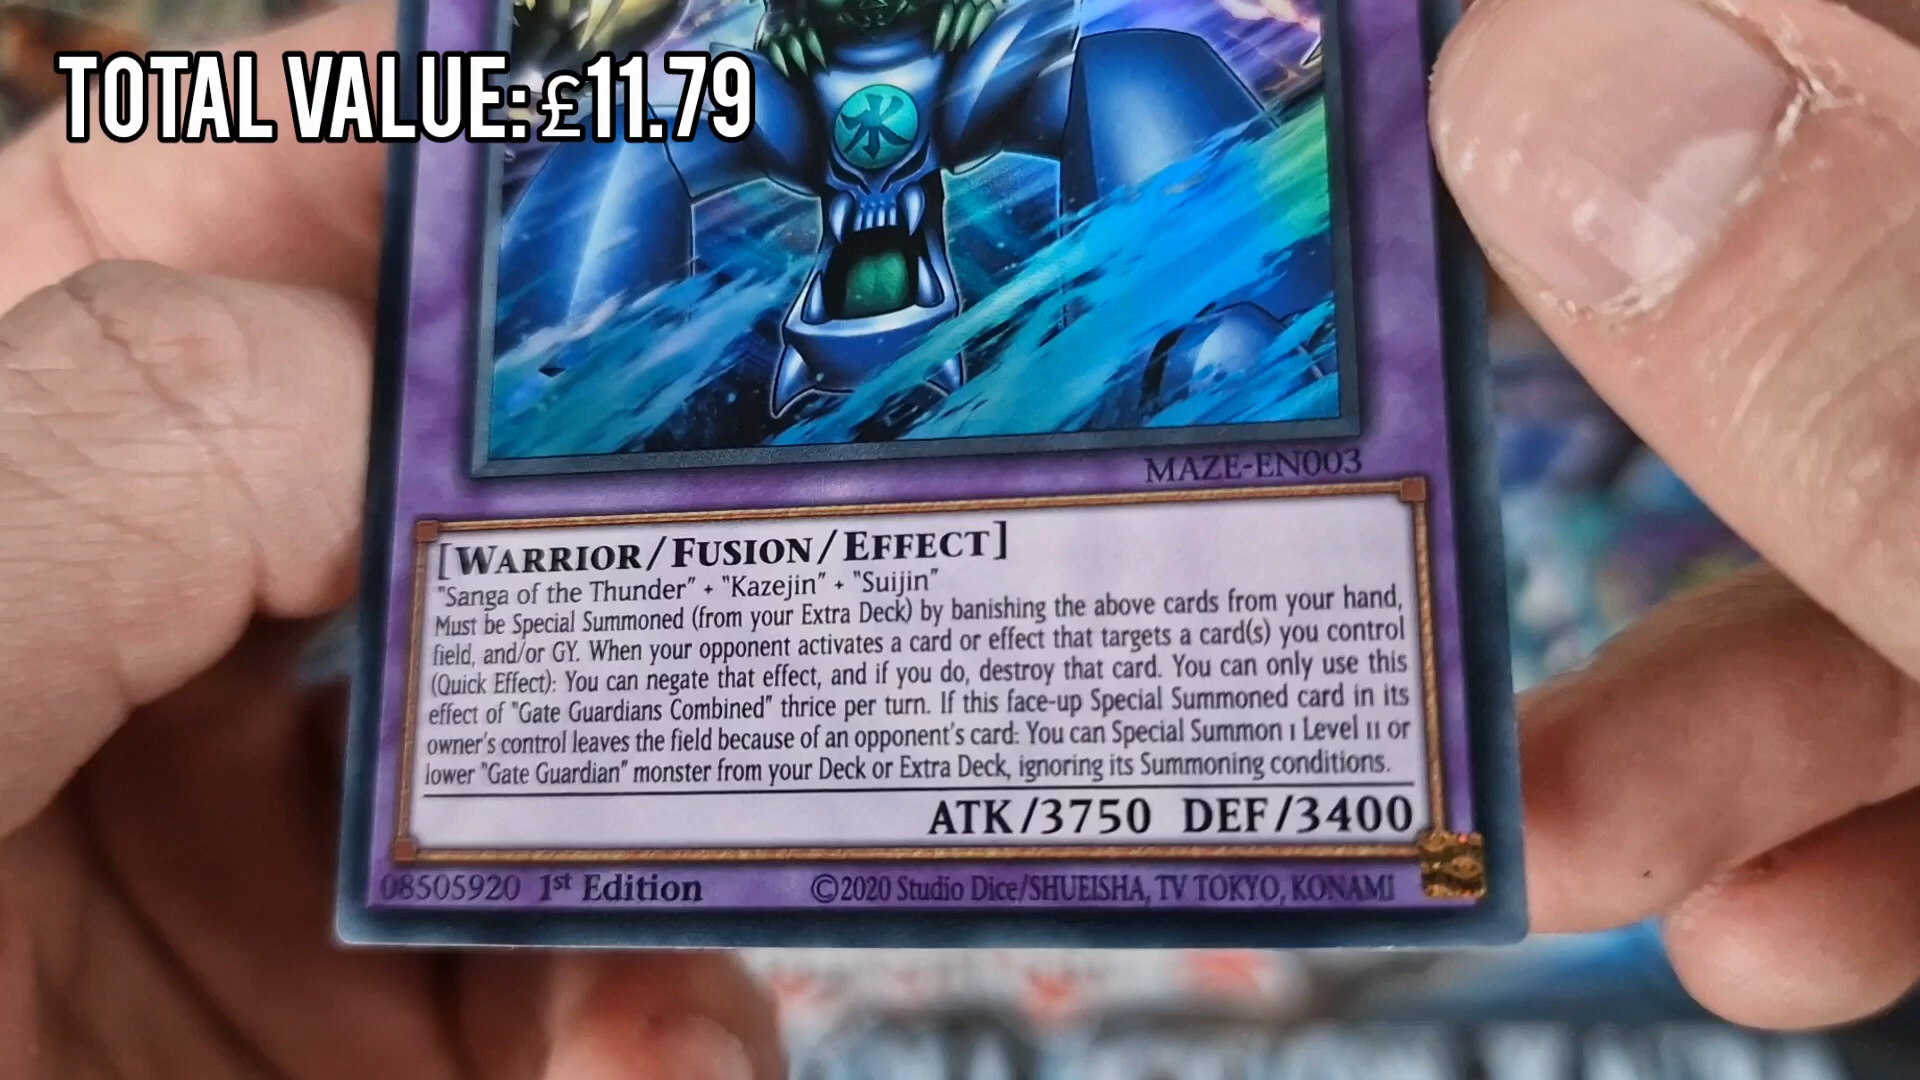 TOTAL VALUE: £11.79
水
MAZE-EN003
[WARRIOR/FUSION/EFFECT]
"Sanga of the Thunder" + "Kazejin" + "Suijin"
Must be Special Summoned (from your Extra Deck) by banishing the above cards from your hand,
field, and/or GY. When your opponent activates a card or effect that targets a card(s) you control
(Quick Effect): You can negate that effect, and if you do, destroy that card. You can only use this
effect of "Gate Guardians Combined" thrice per turn. If this face-up Special Summoned card in its
owner's control leaves the field because of an opponent's card: You can Special Summon 1 Level 11 or
lower "Gate Guardian" monster from your Deck or Extra Deck, ignoring its Summoning conditions.
ATK/3750 DEF/3400
08505920 1st Edition ©2020 Studio Dice/SHUEISHA, TV TOKYO, KONAMI